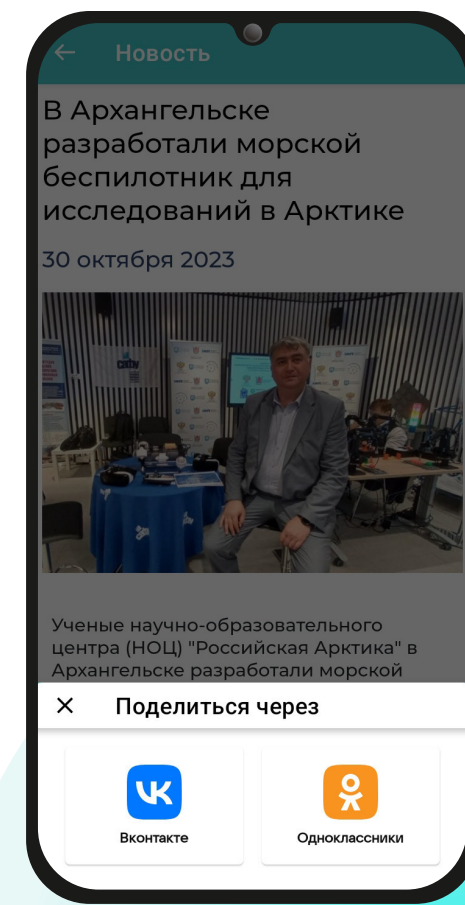 Новость
В Архангельске
разработали морской
беспилотник для
исследований в Арктике
30 октября 2023
Ученые научно-образовательного
центра (НОЦ) "Российская Арктика" в
Архангельске разработали морской
Поделиться через
Вконтакте
Одноклассники